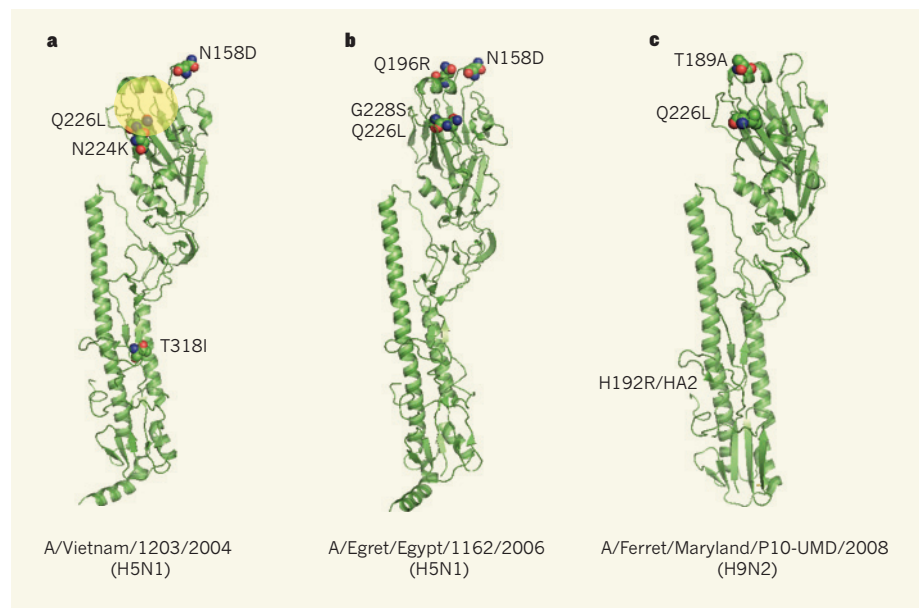 a
N158D
Q226L
N224K
T318I
A/Vietnam/1203/2004
(H5N1)
b
Q196R
N158D
G228S
Q226L
A/Egret/Egypt/1162/2006
(H5N1)
c
T189A
Q226L
H192R/HA2
A/Ferret/Maryland/P10-UMD/2008
(H9N2)